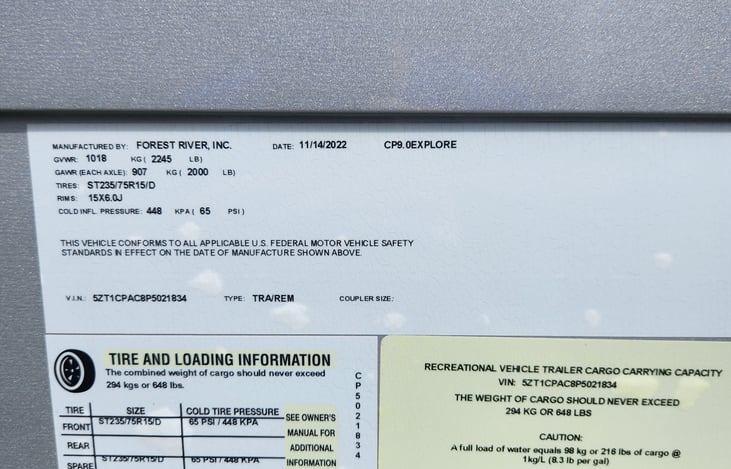 MANUFACTURED BY: FOREST RIVER, INC. DATE: 11/14/2022 CP9.0EXPLORE
GVWR: 1018 KG ( 2245 LB)
GAWR (EACH AXLE): 907 KG ( 2000 LB)
TIRES: ST235/75R15/D
RIMS: 15X6.0J
COLD INFL. PRESSURE: 448 KPA ( 65 PSI)
THIS VEHICLE CONFORMS TO ALL APPLICABLE U.S. FEDERAL MOTOR VEHICLE SAFETY
STANDARDS IN EFFECT ON THE DATE OF MANUFACTURE SHOWN ABOVE.
V.I.N.: 5ZT1CPAC8P5021834 TYPE: TRA/REM COUPLER SIZE:
TIRE AND LOADING INFORMATION
The combined weight of cargo should never exceed
294 kgs or 648 lbs.
TIRE SIZE COLD TIRE PRESSURE
FRONT ST235/75R15/D 65 PSI / 448 KPA
REAR
SPARE ST235/75R15/D 65 PSI / 448 KPA
SEE OWNER'S
MANUAL FOR
ADDITIONAL
INFORMATION
CP5021834
RECREATIONAL VEHICLE TRAILER CARGO CARRYING CAPACITY
VIN: 5ZT1CPAC8P5021834
THE WEIGHT OF CARGO SHOULD NEVER EXCEED
294 KG OR 648 LBS
CAUTION:
A full load of water equals 98 kg or 216 lbs of cargo @
1kg/L (8.3 lb per gal)